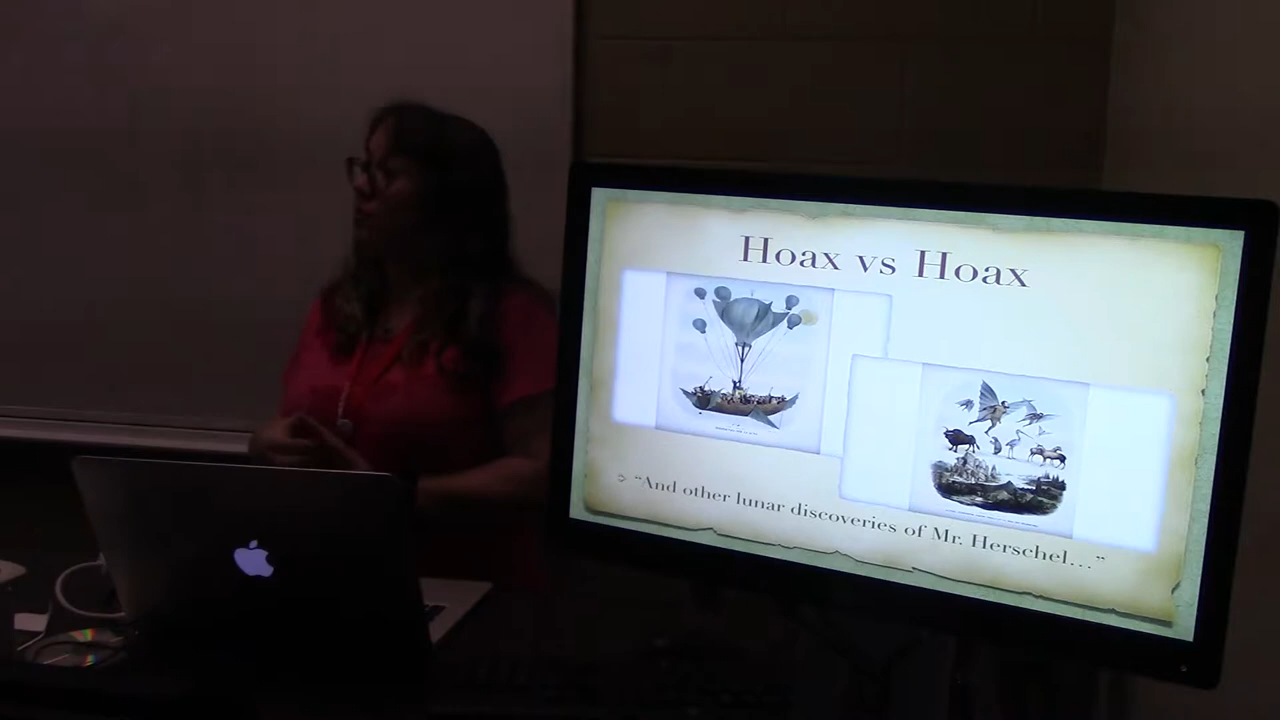 Hoax vs Hoax
"And other lunar discoveries of Mr. Herschel..."